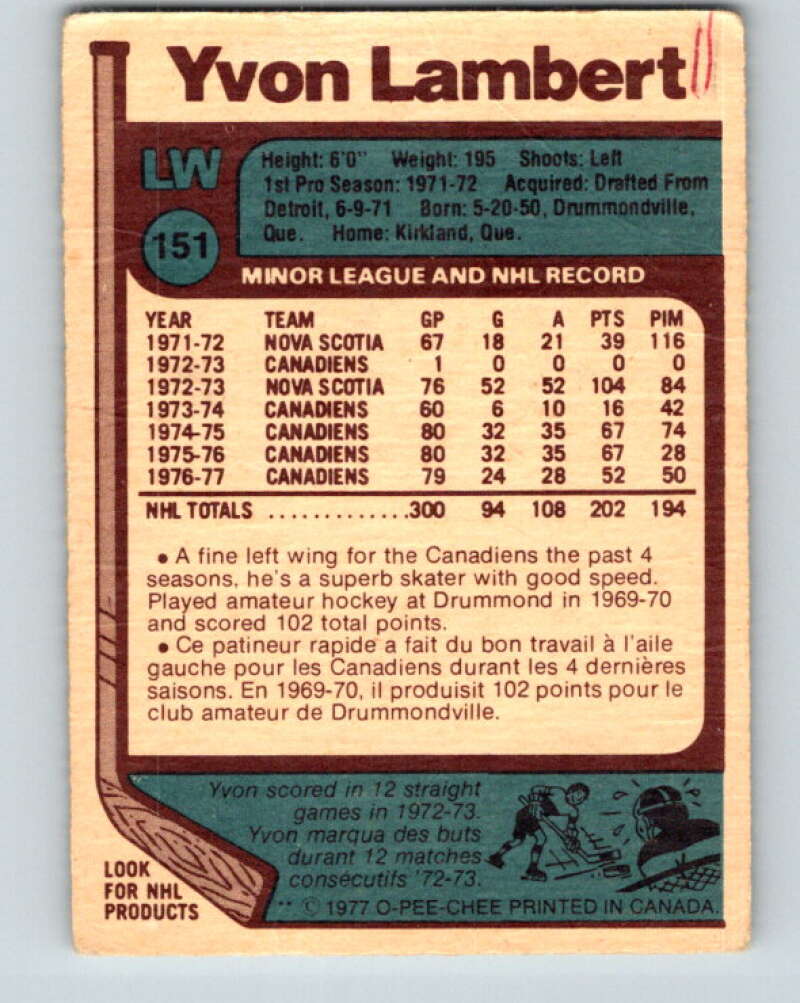 Yvon Lambert
LW
Height: 6'0" Weight: 195 Shoots: Left
1st Pro Season: 1971-72 Acquired: Drafted From
Detroit, 6-9-71 Born: 5-20-50, Drummondville,
Que. Home: Kirkland, Que.
151
MINOR LEAGUE AND NHL RECORD
YEAR TEAM GP G A PTS PIM
1971-72 NOVA SCOTIA 67 18 21 39 116
1972-73 CANADIENS 1 0 0 0 0
1972-73 NOVA SCOTIA 76 52 52 104 84
1973-74 CANADIENS 60 6 10 16 42
1974-75 CANADIENS 80 32 35 67 74
1975-76 CANADIENS 80 32 35 67 28
1976-77 CANADIENS 79 24 28 52 50
NHL TOTALS .............300 94 108 202 194
• A fine left wing for the Canadiens the past 4
seasons, he's a superb skater with good speed.
Played amateur hockey at Drummond in 1969-70
and scored 102 total points.
• Ce patineur rapide a fait du bon travail à l'aile
gauche pour les Canadiens durant les 4 dernières
saisons. En 1969-70, il produisit 102 points pour le
club amateur de Drummondville.
Yvon scored in 12 straight
games in 1972-73.
Yvon marqua des buts
durant 12 matches
consécutifs '72-73.
LOOK
FOR NHL
PRODUCTS
** © 1977 O-PEE-CHEE PRINTED IN CANADA.